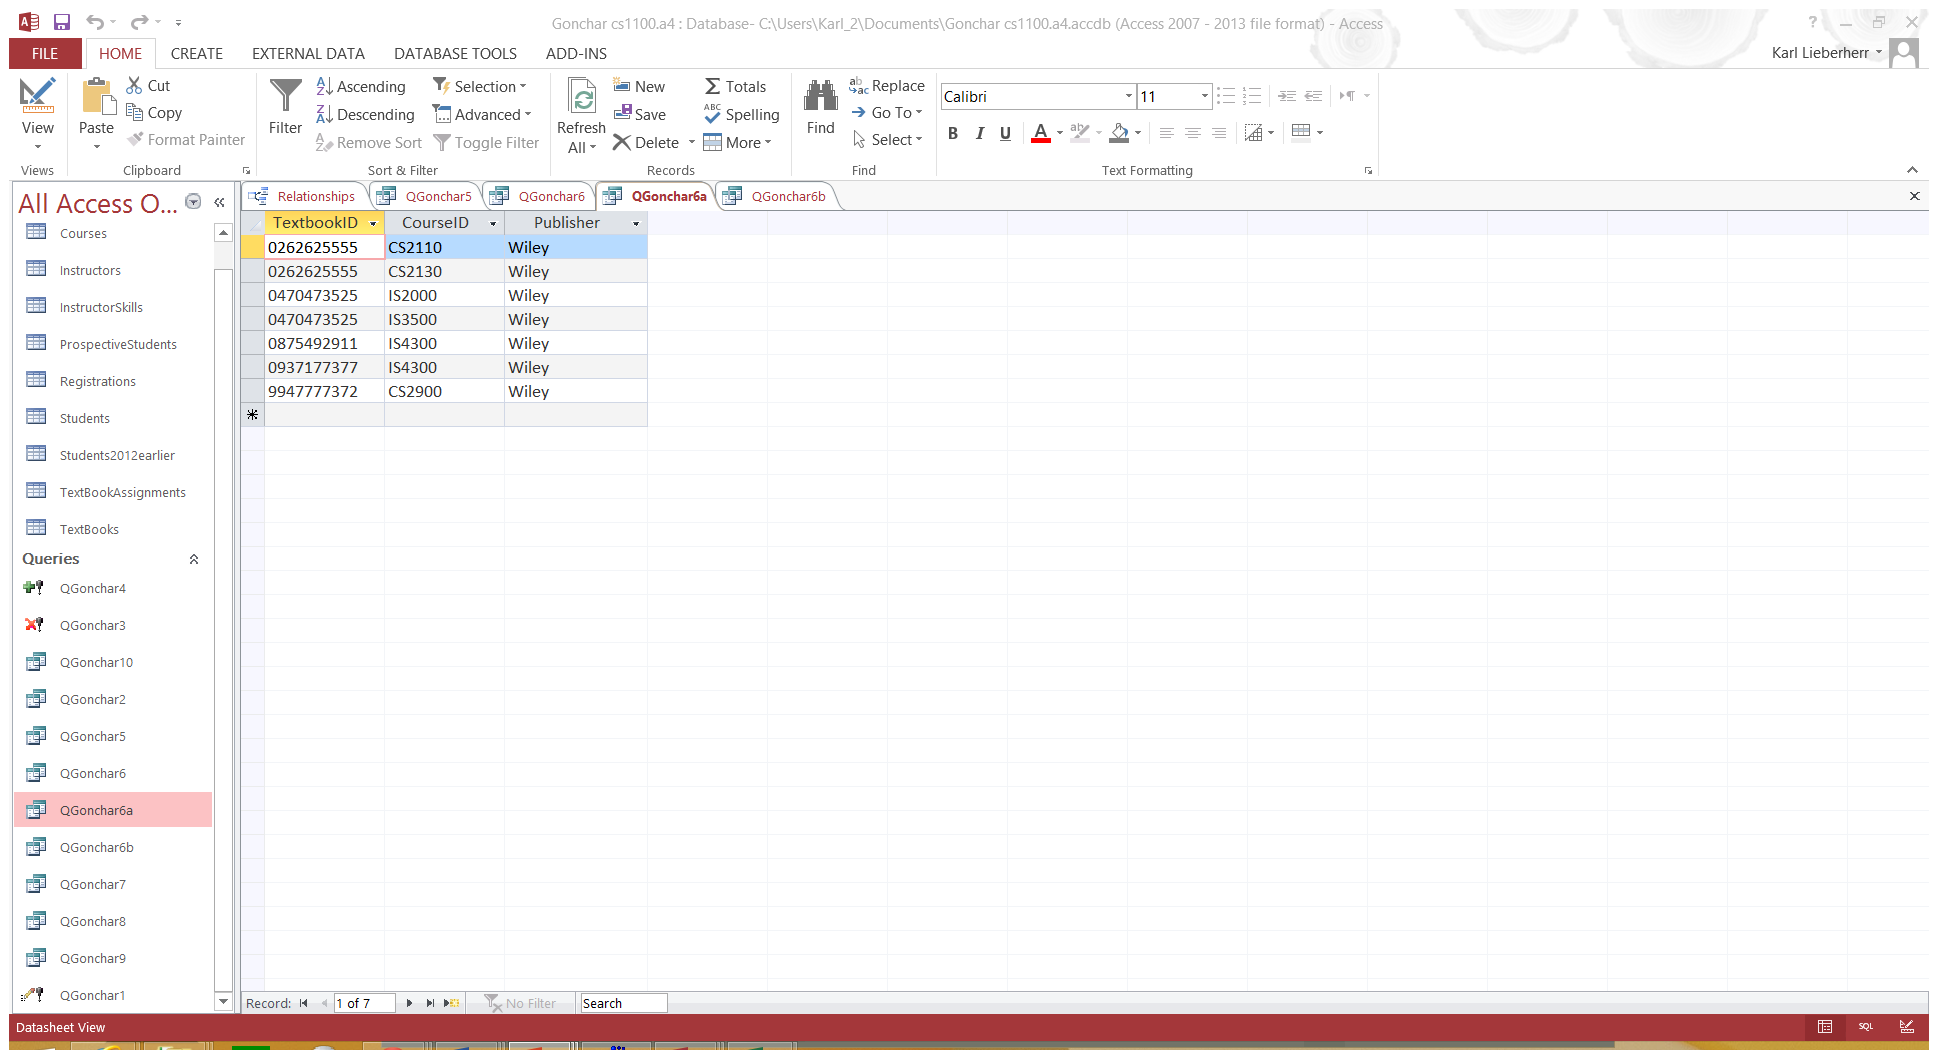 Gonchar cs1100.a4 : Database- C:\Users\Karl_2\Documents\Gonchar cs1100.a4.accdb (Access 2007 - 2013 file format) - Access
FILE HOME CREATE EXTERNAL DATA DATABASE TOOLS ADD-INS Karl Lieberherr
View
Views
Paste
Cut
Copy
Format Painter
Clipboard
Filter
Ascending
Descending
Remove Sort
Selection
Advanced
Toggle Filter
Sort & Filter
Refresh
All
New
Save
Delete
Totals
Spelling
More
Records
Find
Replace
Go To
Select
Find
Calibri 11
B I U A
Text Formatting
All Access O...
Courses
Instructors
InstructorSkills
ProspectiveStudents
Registrations
Students
Students2012earlier
TextBookAssignments
TextBooks
Queries
QGonchar4
QGonchar3
QGonchar10
QGonchar2
QGonchar5
QGonchar6
QGonchar6a
QGonchar6b
QGonchar7
QGonchar8
QGonchar9
QGonchar1
Relationships QGonchar5 QGonchar6 QGonchar6a QGonchar6b
TextbookID CourseID Publisher
0262625555 CS2110 Wiley
0262625555 CS2130 Wiley
0470473525 IS2000 Wiley
0470473525 IS3500 Wiley
0875492911 IS4300 Wiley
0937177377 IS4300 Wiley
9947777372 CS2900 Wiley
Record: 1 of 7 No Filter Search
Datasheet View SQL